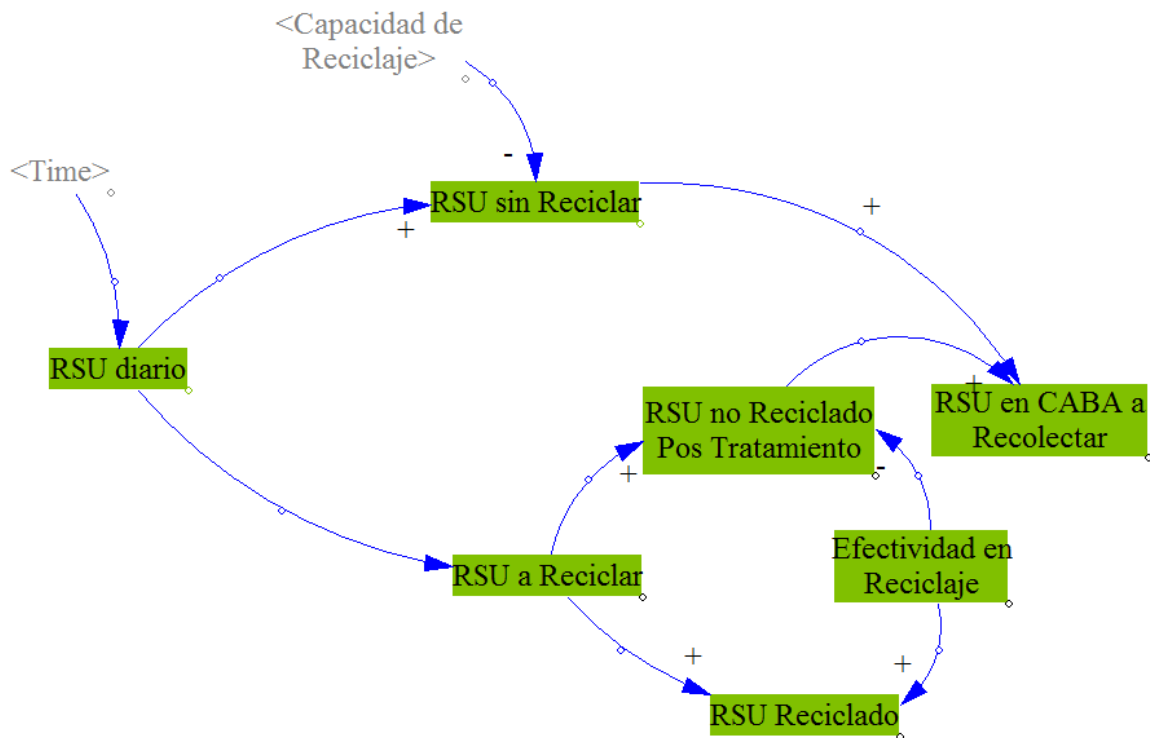 <Capacidad de
Reciclaje>
<Time>
-
RSU sin Reciclar
+
+
RSU diario
RSU no Reciclado
Pos Tratamiento
+
RSU en CABA a
Recolectar
+
-
Efectividad en
Reciclaje
RSU a Reciclar
+
+
RSU Reciclado